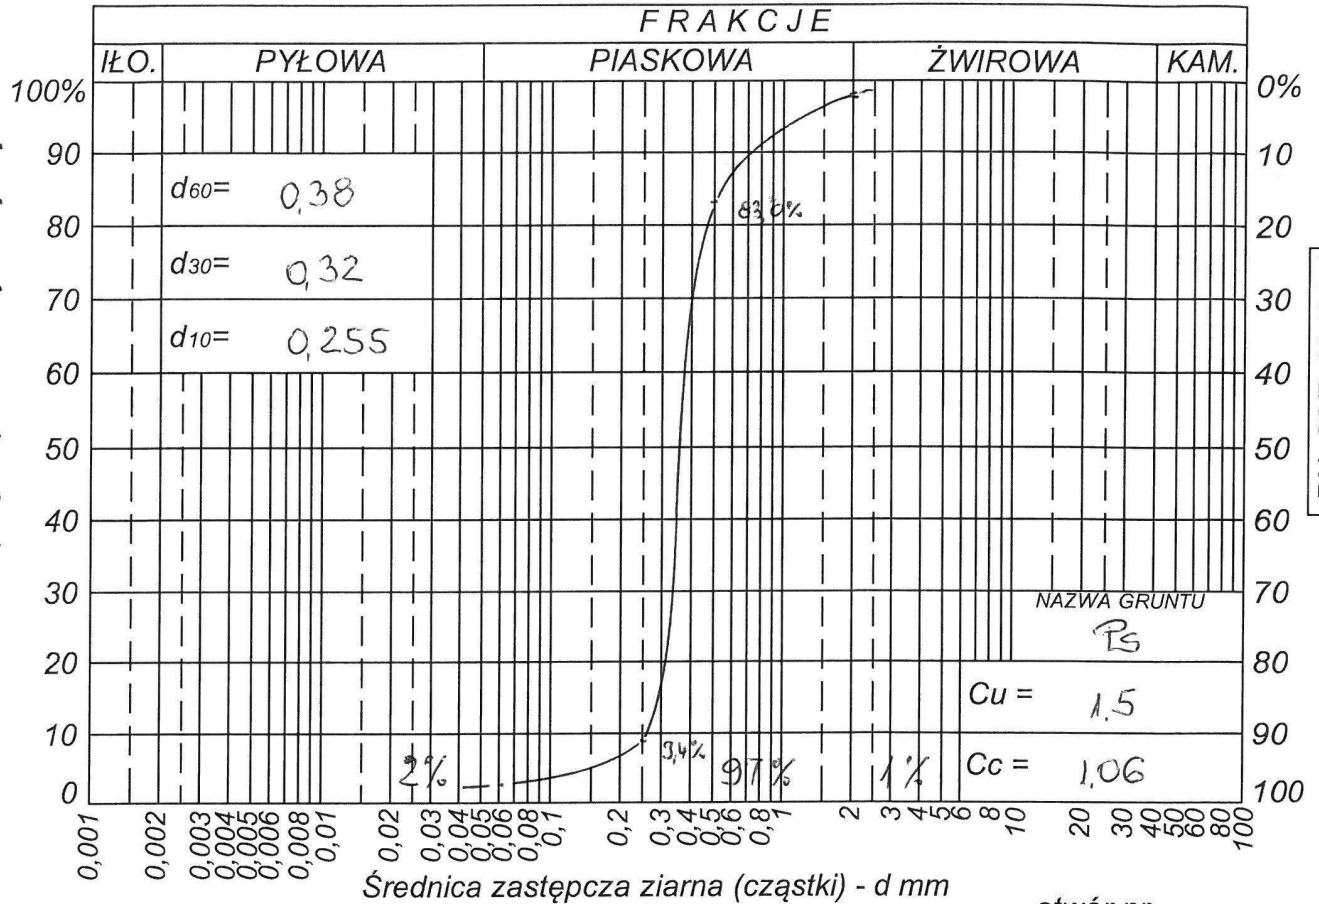 FRAKCJE
IŁO. PYŁOWA PIASKOWA ŻWIROWA KAM.
100% 0%
90 10
d60= 0,38
83,0%
80 20
d30= 0,32
70 30
d10= 0,255
60 40
50 50
40 60
30 70
NAZWA GRUNTU
Ps
20 80
Cu = 1.5
10 90
2% 9,4% 97% 1% Cc = 1,06
0 100
0,001 0,002 0,003 0,004 0,005 0,006 0,008 0,01 0,02 0,03 0,04 0,05 0,06 0,08 0,1 0,2 0,3 0,4 0,5 0,6 0,8 1 2 3 4 5 6 8 10 20 30 40 50 60 80 100
Średnica zastępcza ziarna (cząstki) - d mm